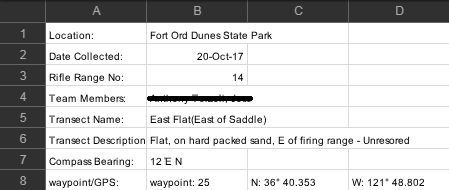 A B C D
1 Location: Fort Ord Dunes State Park
2 Date Collected: 20-Oct-17
3 Rifle Range No: 14
4 Team Members:
5 Transect Name: East Flat(East of Saddle)
6 Transect Description Flat, on hard packed sand, E of firing range - Unresored
7 Compass Bearing: 12˚E N
8 waypoint/GPS: waypoint: 25 N: 36° 40.353 W: 121° 48.802